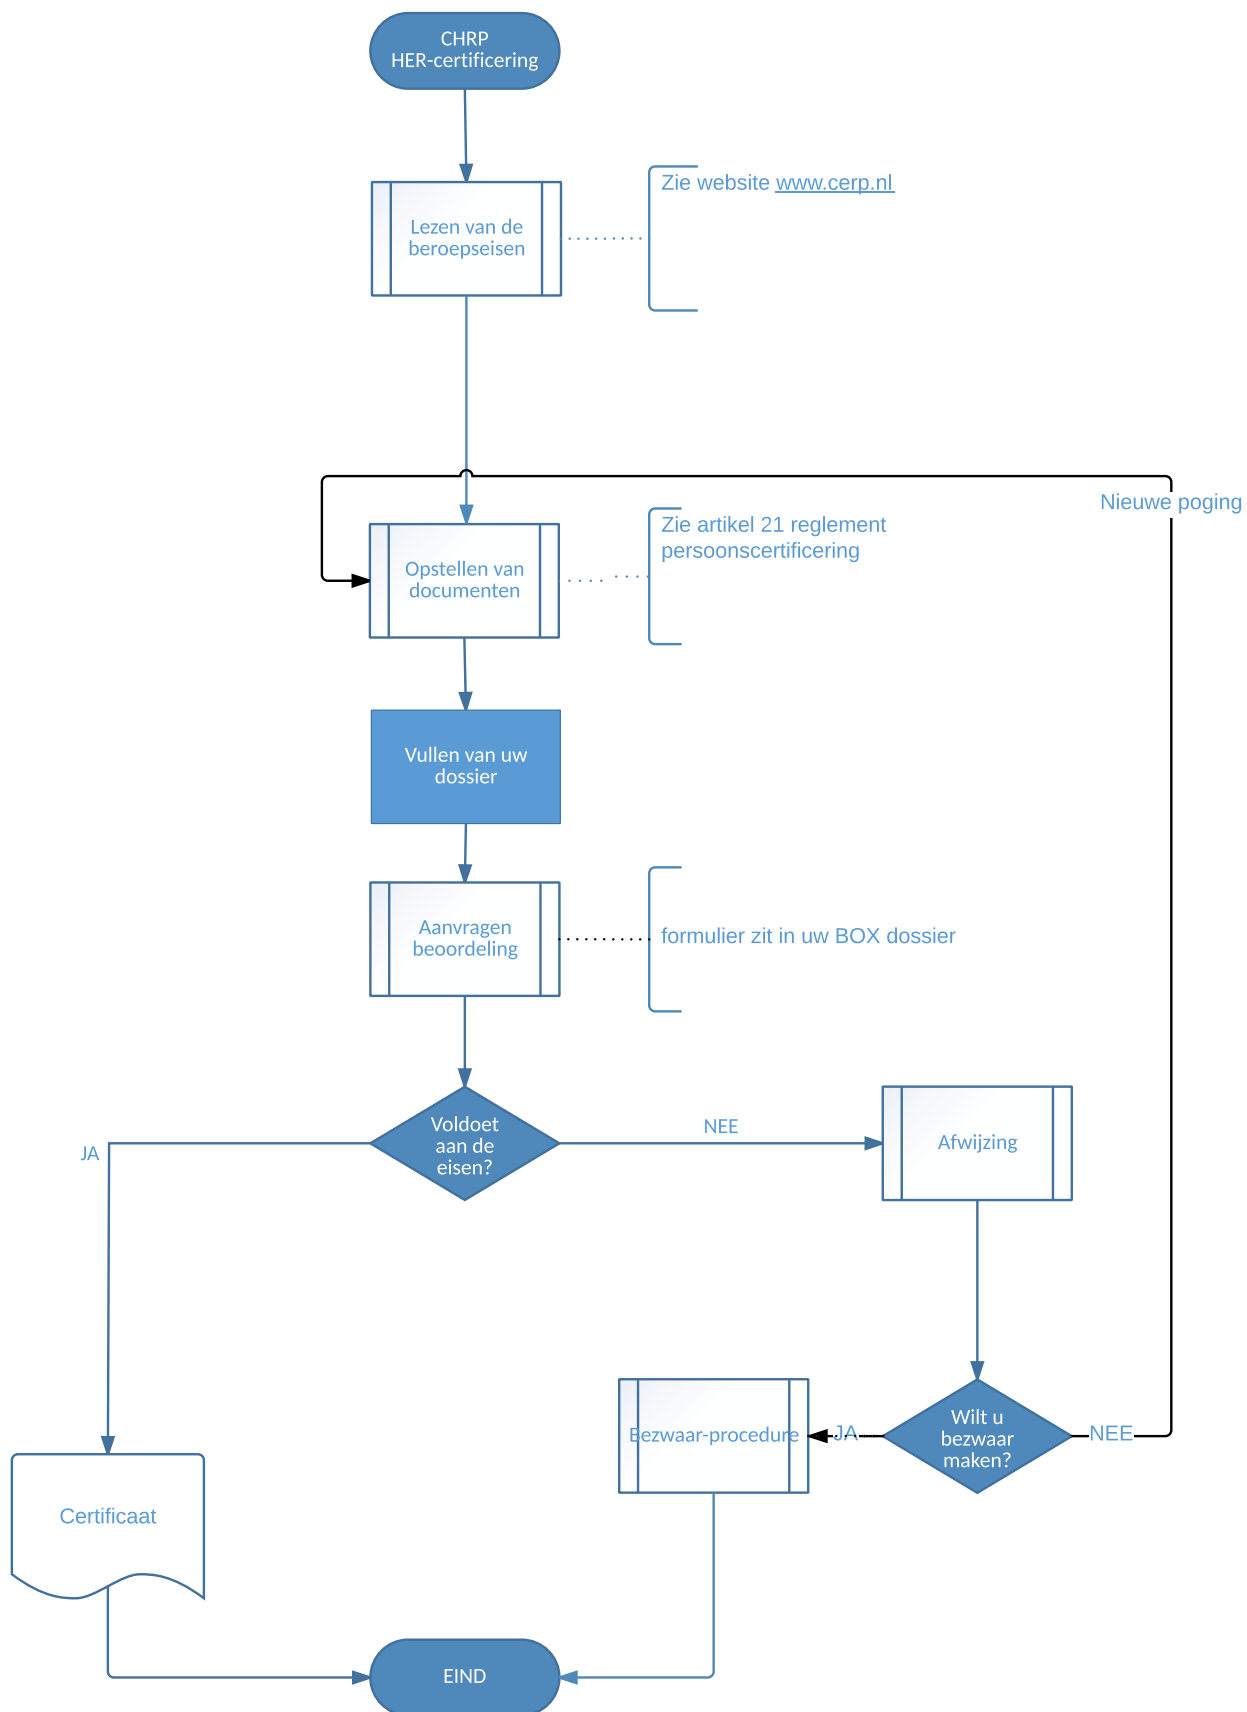 CHRP
HER-certificering
Zie website www.cerp.nl
Lezen van de
beroepseisen
Nieuwe poging
Zie artikel 21 reglement
persoonscertificering
Opstellen van
documenten
Vullen van uw
dossier
Aanvragen
beoordeling
formulier zit in uw BOX dossier
Voldoet
aan de
eisen?
JA
NEE
Afwijzing
Bezwaar-procedure
JA
Wilt u
bezwaar
maken?
NEE
Certificaat
EIND